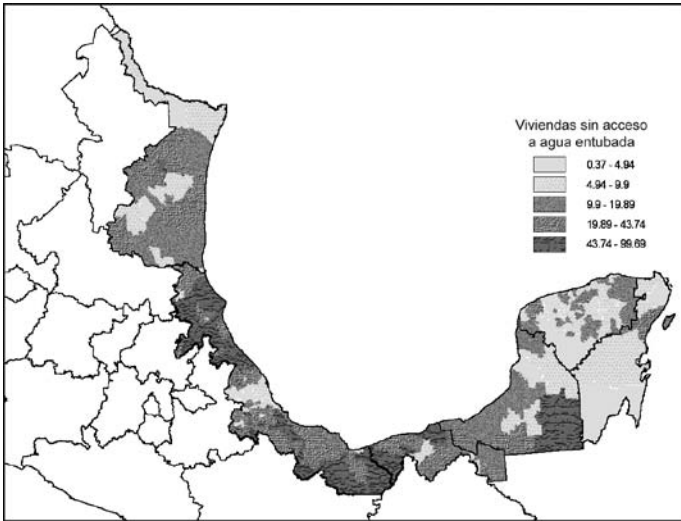 Viviendas sin acceso
a agua entubada
0.37 - 4.94
4.94 - 9.9
9.9 - 19.89
19.89 - 43.74
43.74 - 99.69